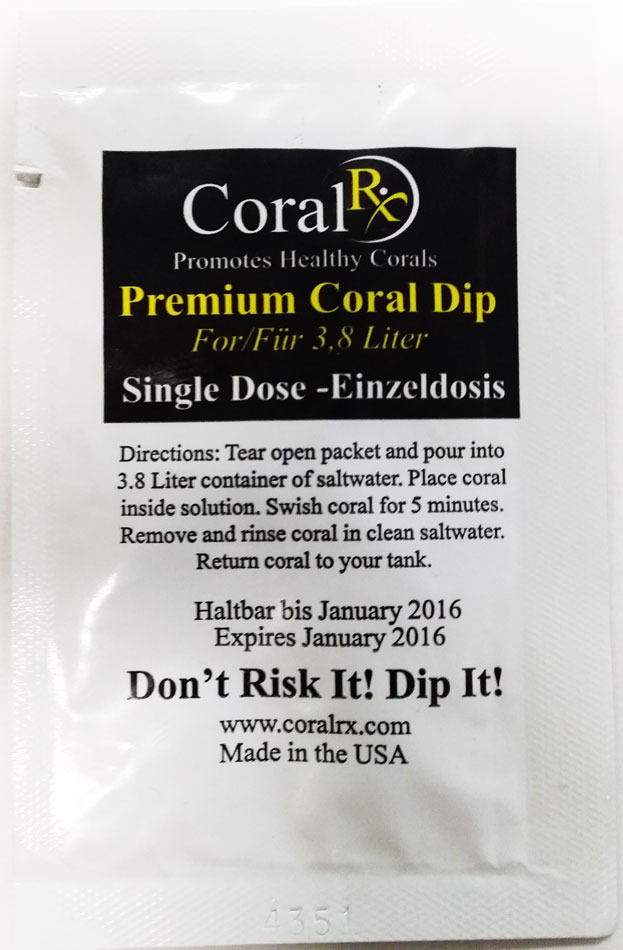 Coral Rx
Promotes Healthy Corals
Premium Coral Dip
For/Für 3,8 Liter
Single Dose -Einzeldosis
Directions: Tear open packet and pour into
3.8 Liter container of saltwater. Place coral
inside solution. Swish coral for 5 minutes.
Remove and rinse coral in clean saltwater.
Return coral to your tank.
Haltbar bis January 2016
Expires January 2016
Don't Risk It! Dip It!
www.coralrx.com
Made in the USA
4351